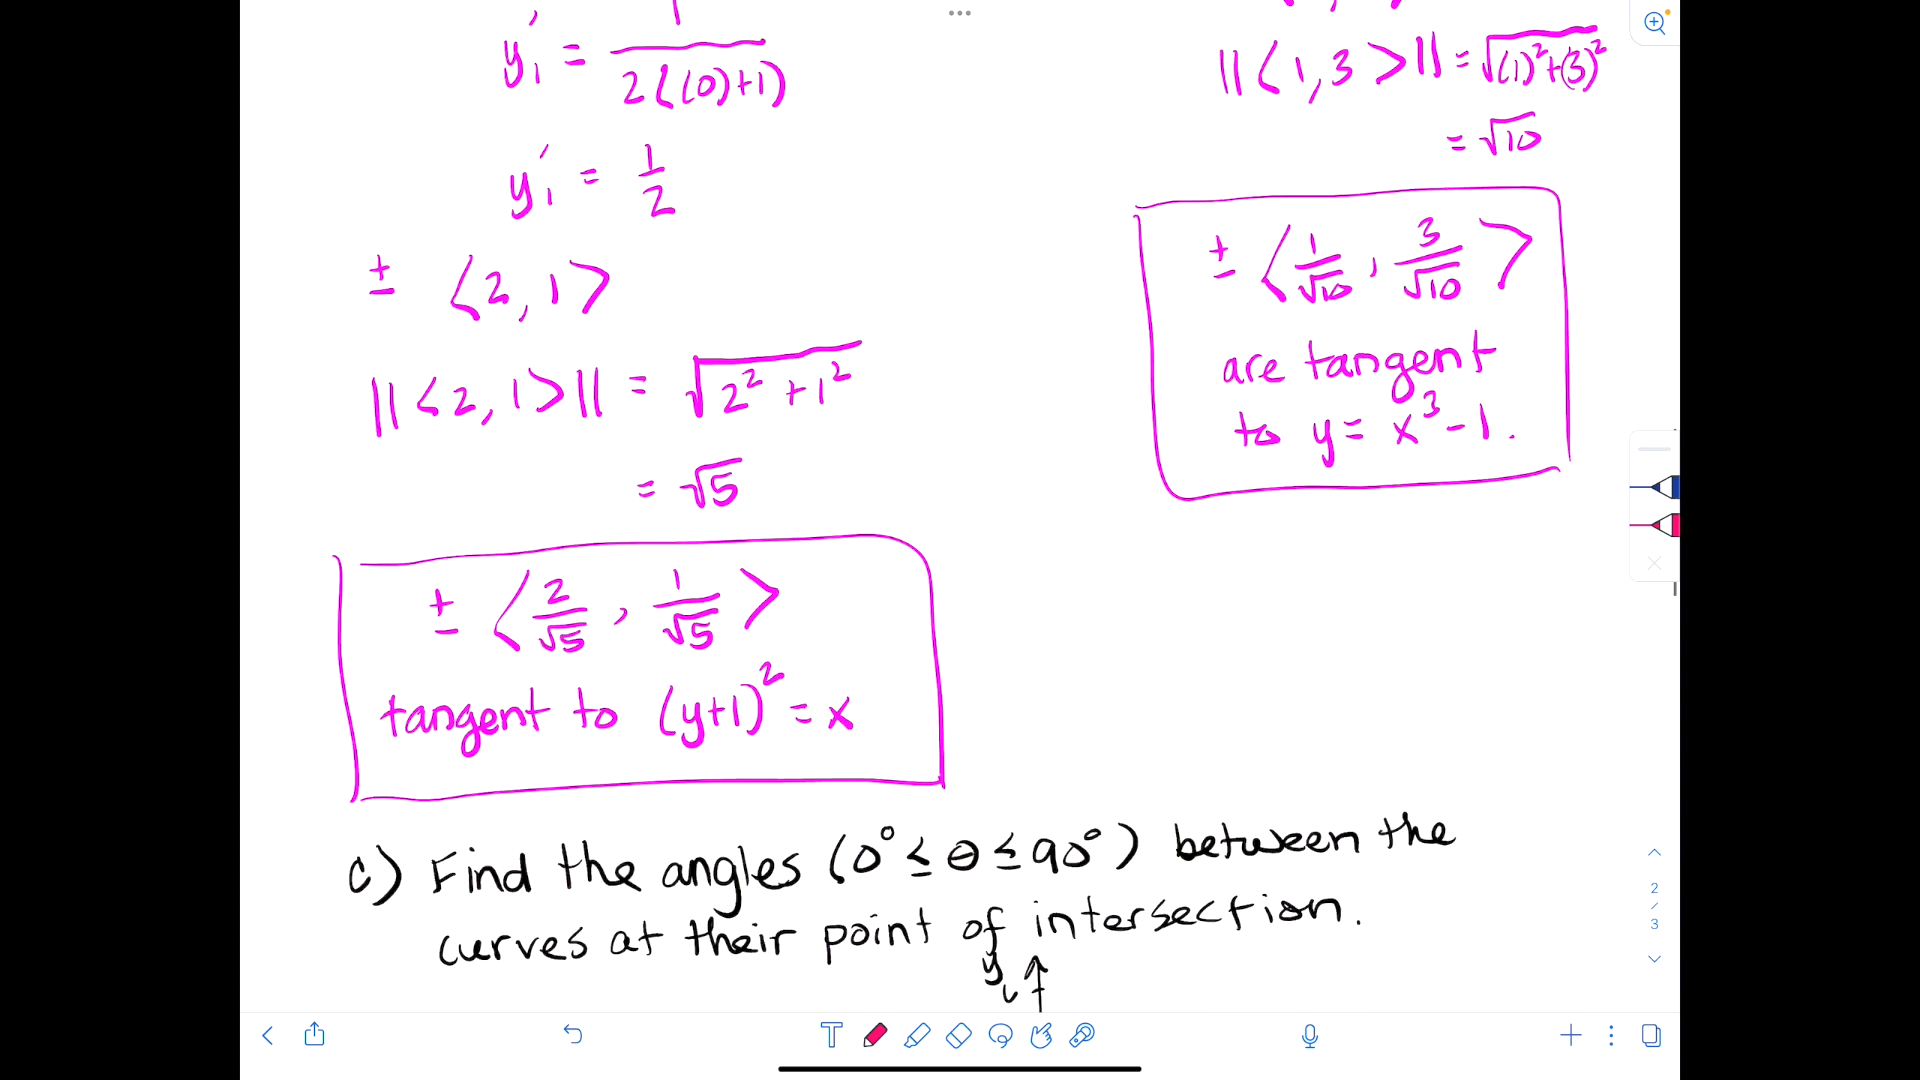 y₁' = 1/(2((0)+1))
y₁' = 1/2
± <2, 1>
||<2, 1>|| = √(2² + 1²)
= √5
± <2/√5, 1/√5>
tangent to (y+1)² = x
||<1, 3>|| = √((1)²+(3)²)
= √10
± <1/√10, 3/√10>
are tangent
to y = x³ - 1.
c) Find the angles (0° ≤ θ ≤ 90°) between the
curves at their point of intersection.
y
2
/
3
T